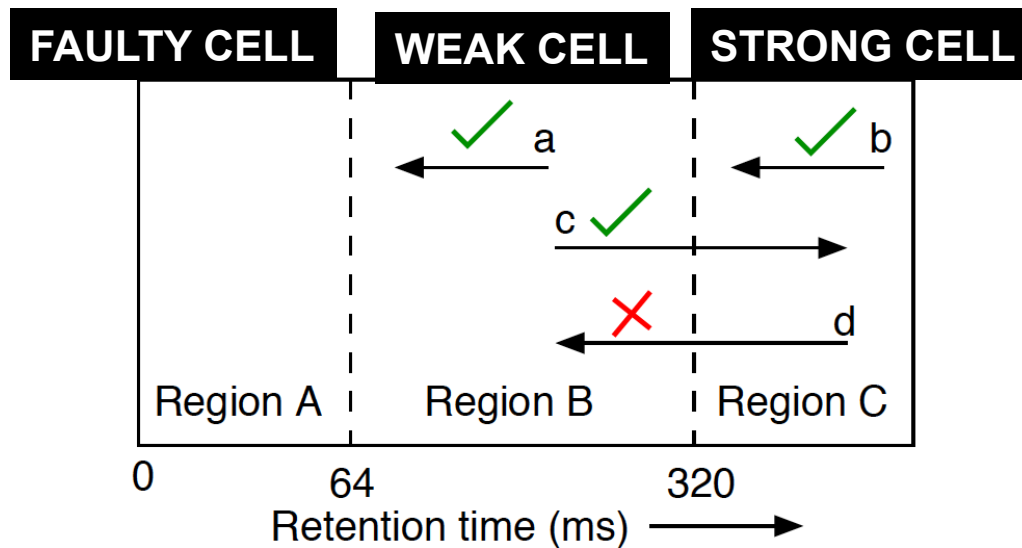 FAULTY CELL
WEAK CELL
STRONG CELL
a
b
c
d
Region A
Region B
Region C
0
64
320
Retention time (ms)